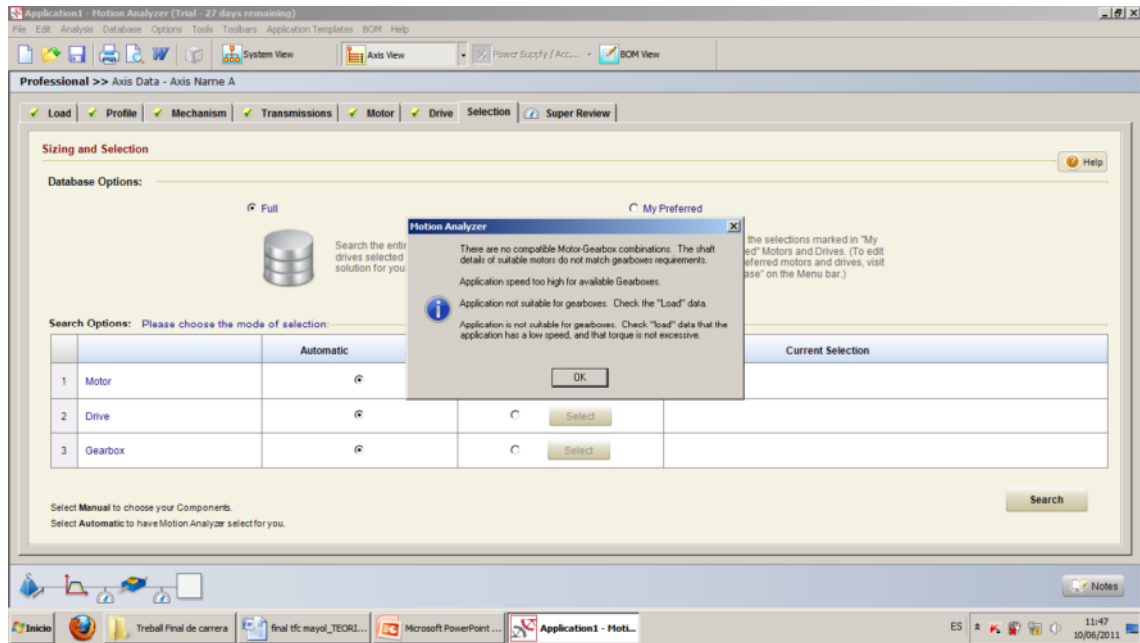 Application1 - Motion Analyzer (Trial - 27 days remaining)
File Edit Analysis Database Options Tools Toolbars Application Templates BOM Help
System View Axis View Power Supply / Acc... BOM View
Professional >> Axis Data - Axis Name A
Load Profile Mechanism Transmissions Motor Drive Selection Super Review
Sizing and Selection
Help
Database Options:
Full My Preferred
Motion Analyzer
Search the entir
drives selected
solution for you
the selections marked in "My
ed" Motors and Drives. (To edit
eferred motors and drives, visit
ase" on the Menu bar.)
There are no compatible Motor-Gearbox combinations. The shaft
details of suitable motors do not match gearboxes requirements.
Application speed too high for available Gearboxes.
Application not suitable for gearboxes. Check the "Load" data.
Application is not suitable for gearboxes. Check "load" data that the
application has a low speed, and that torque is not excessive.
OK
Search Options: Please choose the mode of selection:
Automatic Current Selection
1 Motor
2 Drive Select
3 Gearbox Select
Select Manual to choose your Components.
Select Automatic to have Motion Analyzer select for you.
Search
Notes
Inicio Treball Final de carrera final tfc mayol_TEORI... Microsoft PowerPoint ... Application1 - Moti... ES 11:47
10/06/2011